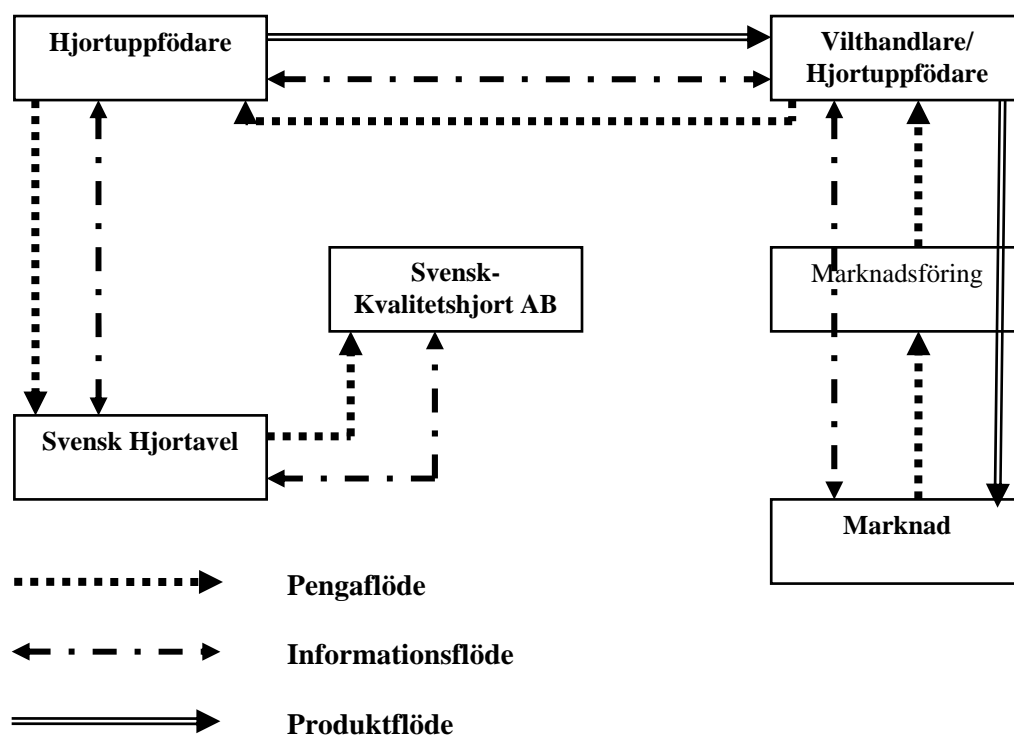 Hjortuppfödare
Vilthandlare/
Hjortuppfödare
Svensk-
Kvalitetshjort AB
Marknadsföring
Svensk Hjortavel
Marknad
Pengaflöde
Informationsflöde
Produktflöde